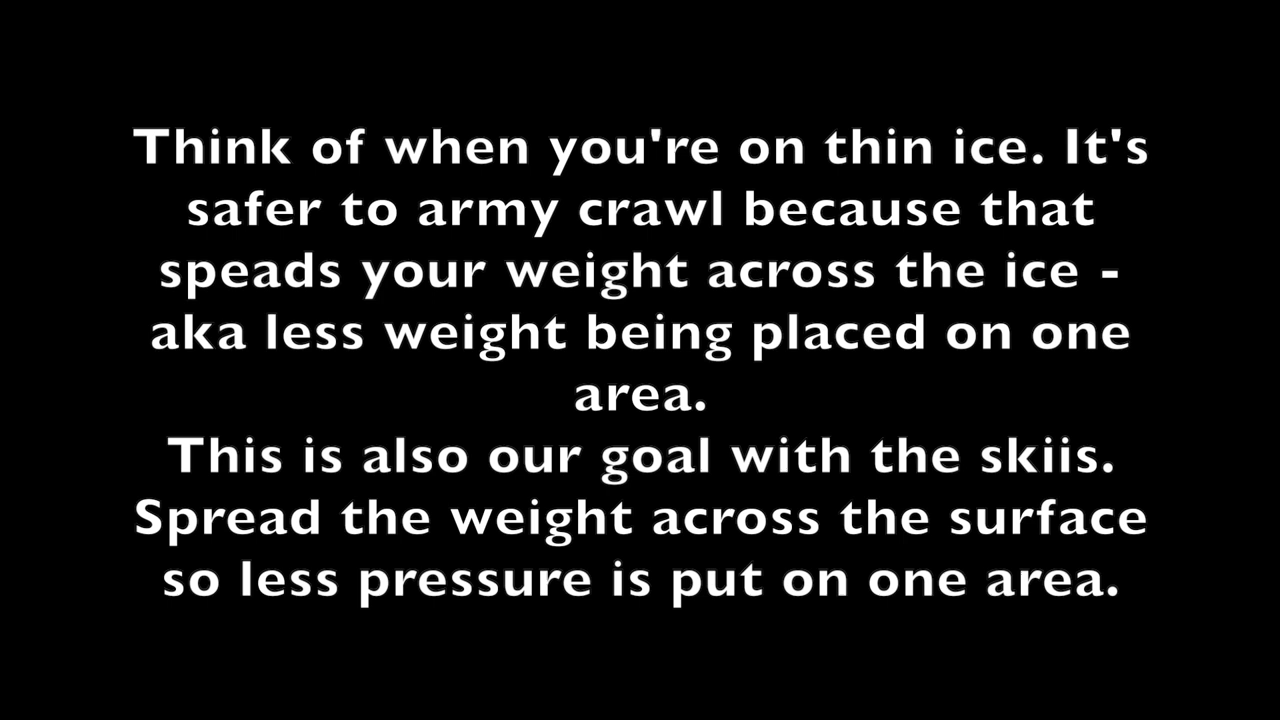 Think of when you're on thin ice. It's
safer to army crawl because that
speads your weight across the ice -
aka less weight being placed on one
area.
This is also our goal with the skiis.
Spread the weight across the surface
so less pressure is put on one area.